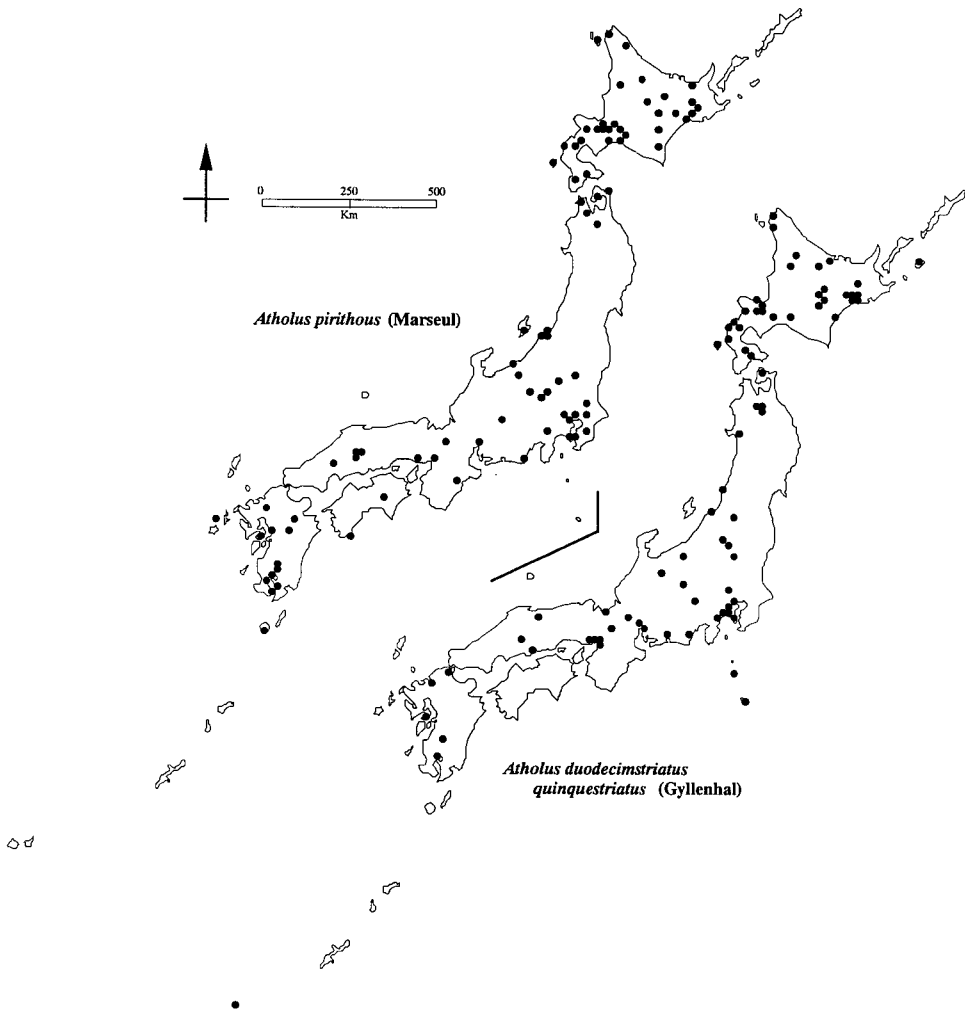 0 250 500
Km
Atholus pirithous (Marseul)
Atholus duodecimstriatus
quinquestriatus (Gyllenhal)